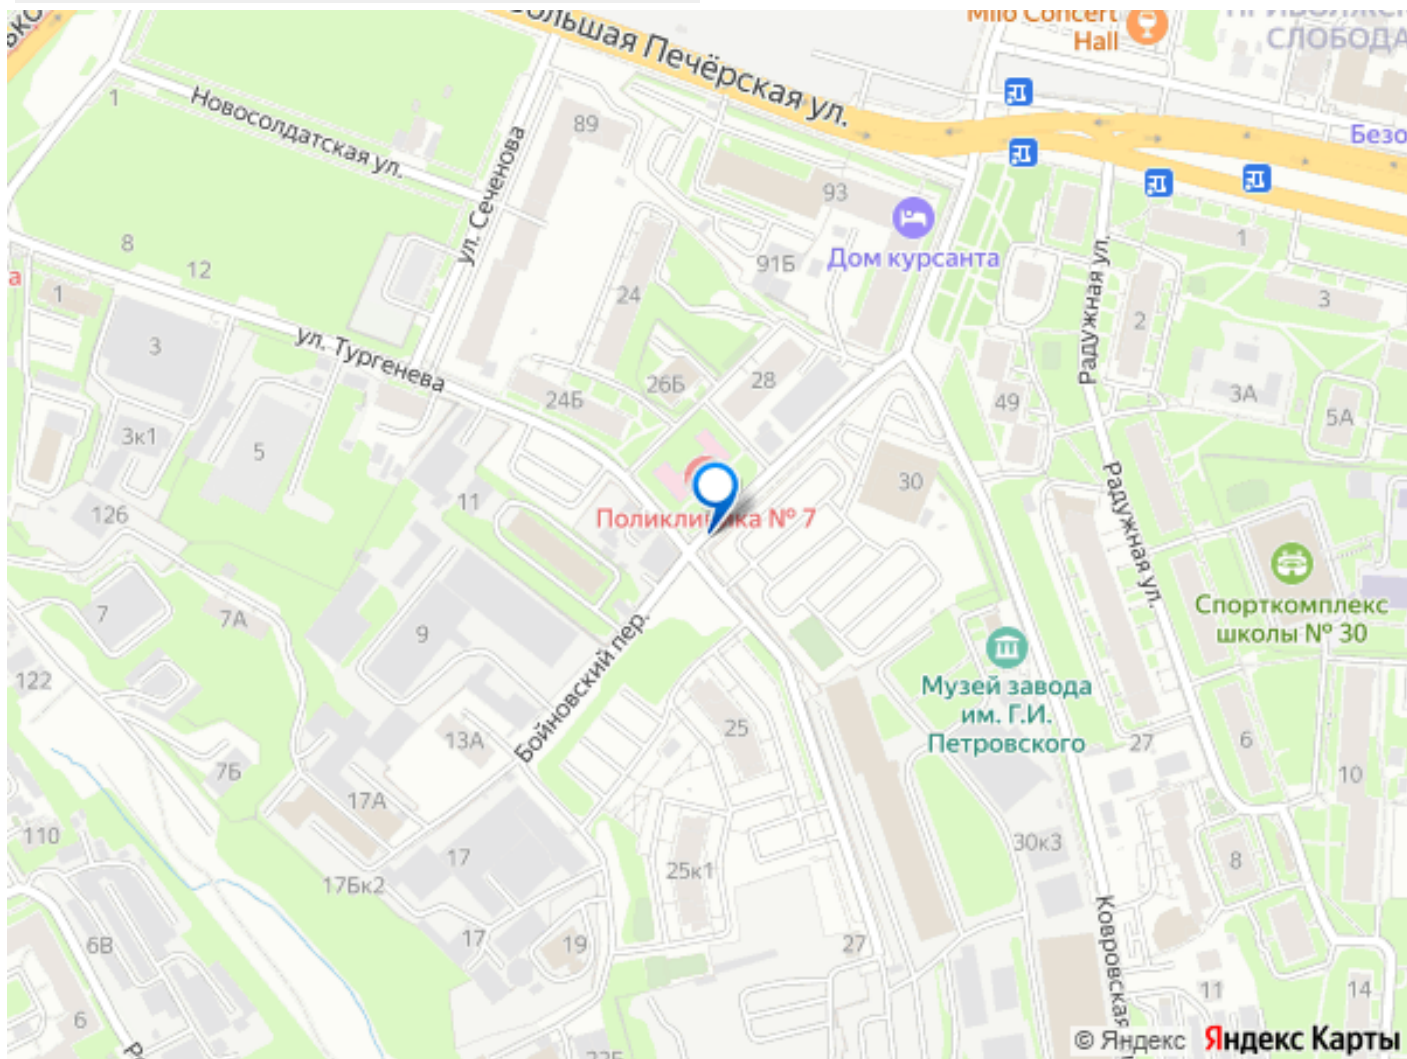 Большая Печёрская ул.
Milo Concert
Hall
СЛОБОДА
1
Новосолдатская ул.
89
ул. Сеченова
93
Безо
Дом курсанта
91Б
1
8
12
24
Радужная ул.
2
3
1
3
ул. Тургенева
26Б
28
24Б
49
3А
5А
3к1
5
30
11
126
Поликлиника № 7
Радужная ул.
7
7А
9
Спорткомплекс
школы № 30
Бойновский пер.
Музей завода
им. Г.И.
Петровского
122
13А
25
27
6
7Б
17А
10
110
17
17Бк2
25к1
30к3
8
6В
17
19
27
Ковровская
11
14
6
© Яндекс Яндекс Карты